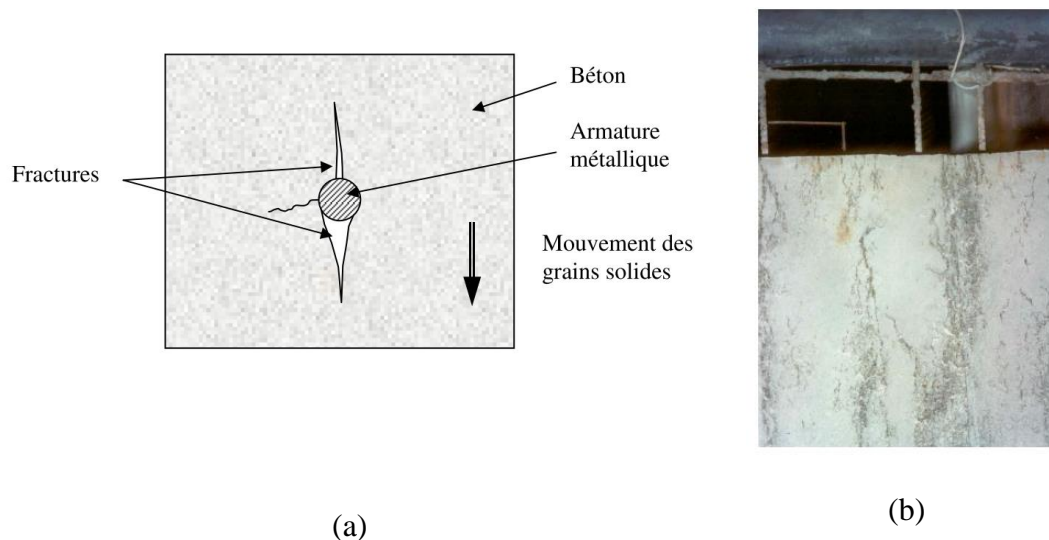 Béton
Armature
métallique
Fractures
Mouvement des
grains solides
(a)
(b)